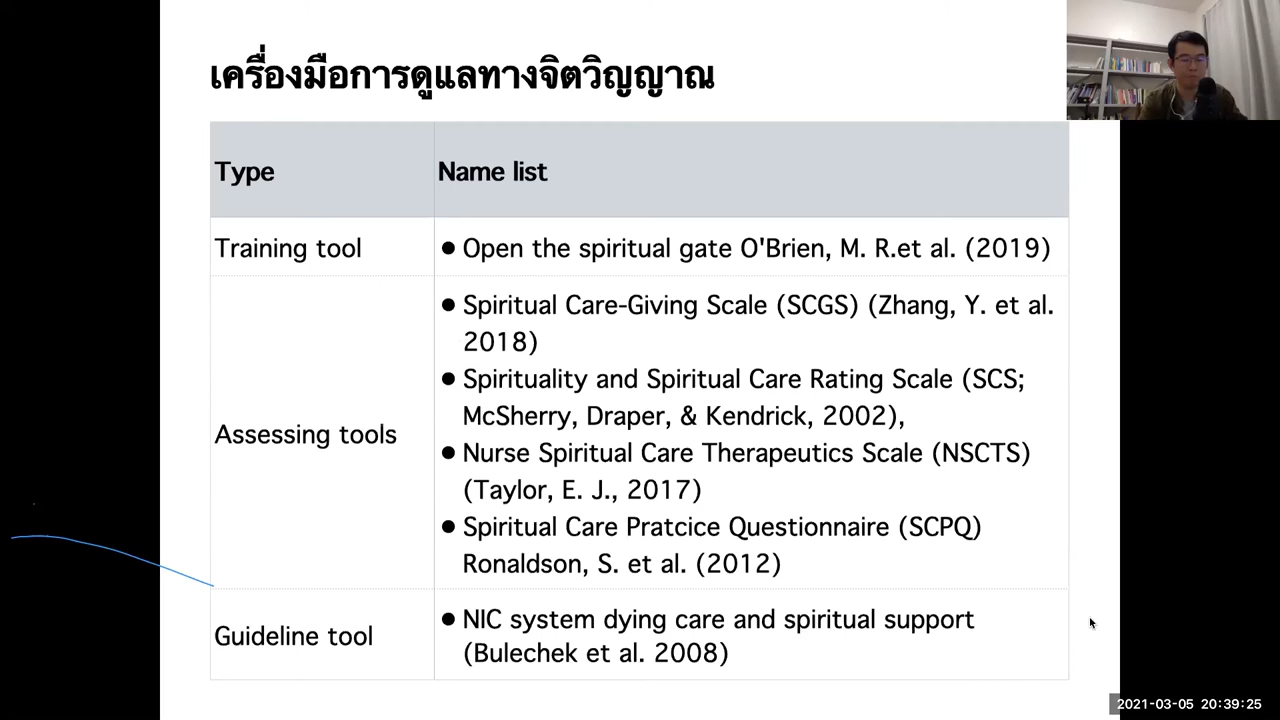 เครื่องมือการดูแลทางจิตวิญญาณ
Type
Name list
Training tool
● Open the spiritual gate O'Brien, M. R.et al. (2019)
Assessing tools
● Spiritual Care-Giving Scale (SCGS) (Zhang, Y. et al.
2018)
● Spirituality and Spiritual Care Rating Scale (SCS;
McSherry, Draper, & Kendrick, 2002),
● Nurse Spiritual Care Therapeutics Scale (NSCTS)
(Taylor, E. J., 2017)
● Spiritual Care Pratcice Questionnaire (SCPQ)
Ronaldson, S. et al. (2012)
Guideline tool
● NIC system dying care and spiritual support
(Bulechek et al. 2008)
2021-03-05 20:39:25